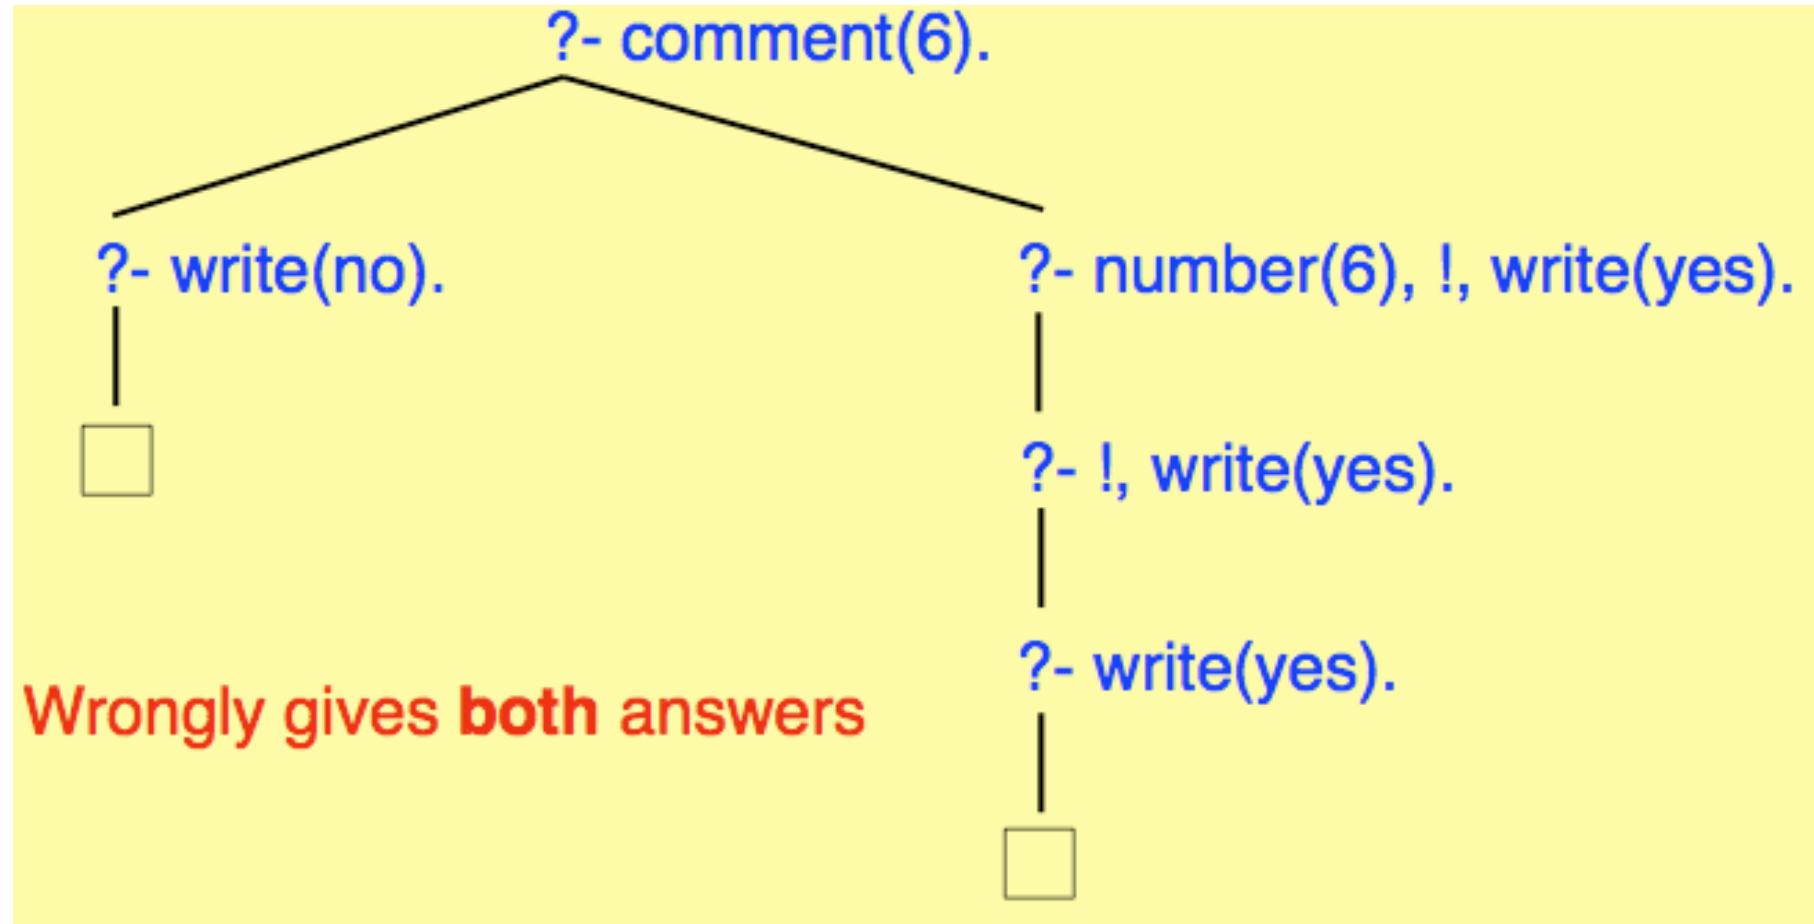 ?- comment(6).
?- write(no).
?- number(6), !, write(yes).
?- !, write(yes).
?- write(yes).
Wrongly gives both answers